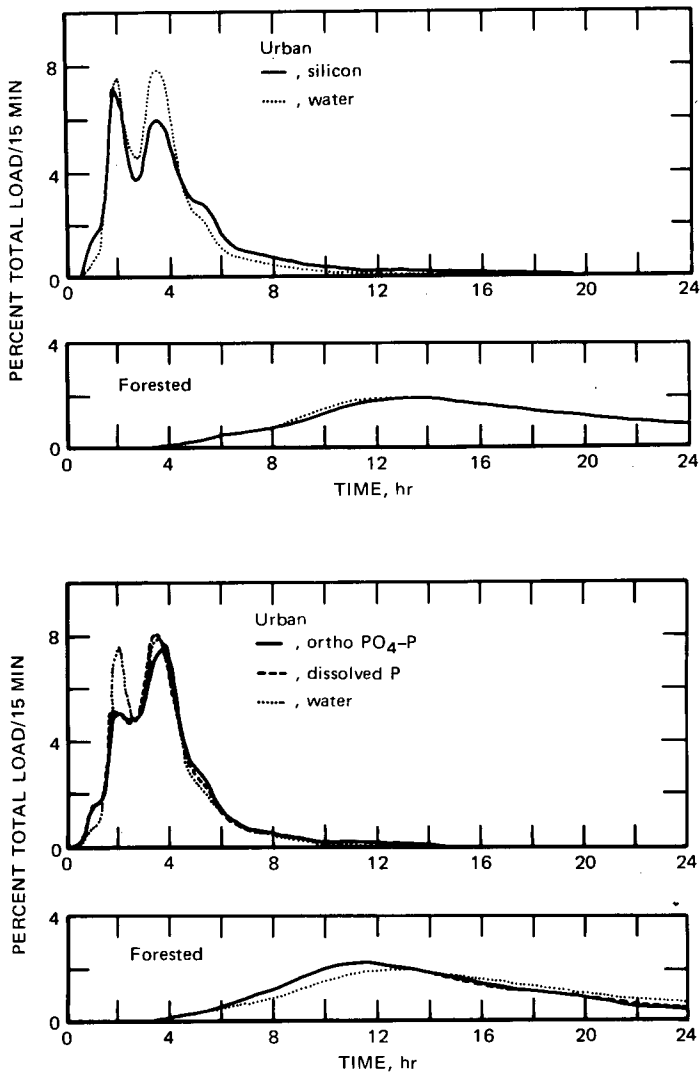 PERCENT TOTAL LOAD/15 MIN
8
4
0
Urban
, silicon
, water
0 4 8 12 16 20 24
4
0
Forested
0 4 8 12 16 20 24
TIME, hr
PERCENT TOTAL LOAD/15 MIN
8
4
0
Urban
, ortho PO4-P
, dissolved P
, water
0 4 8 12 16 20 24
4
0
Forested
0 4 8 12 16 20 24
TIME, hr